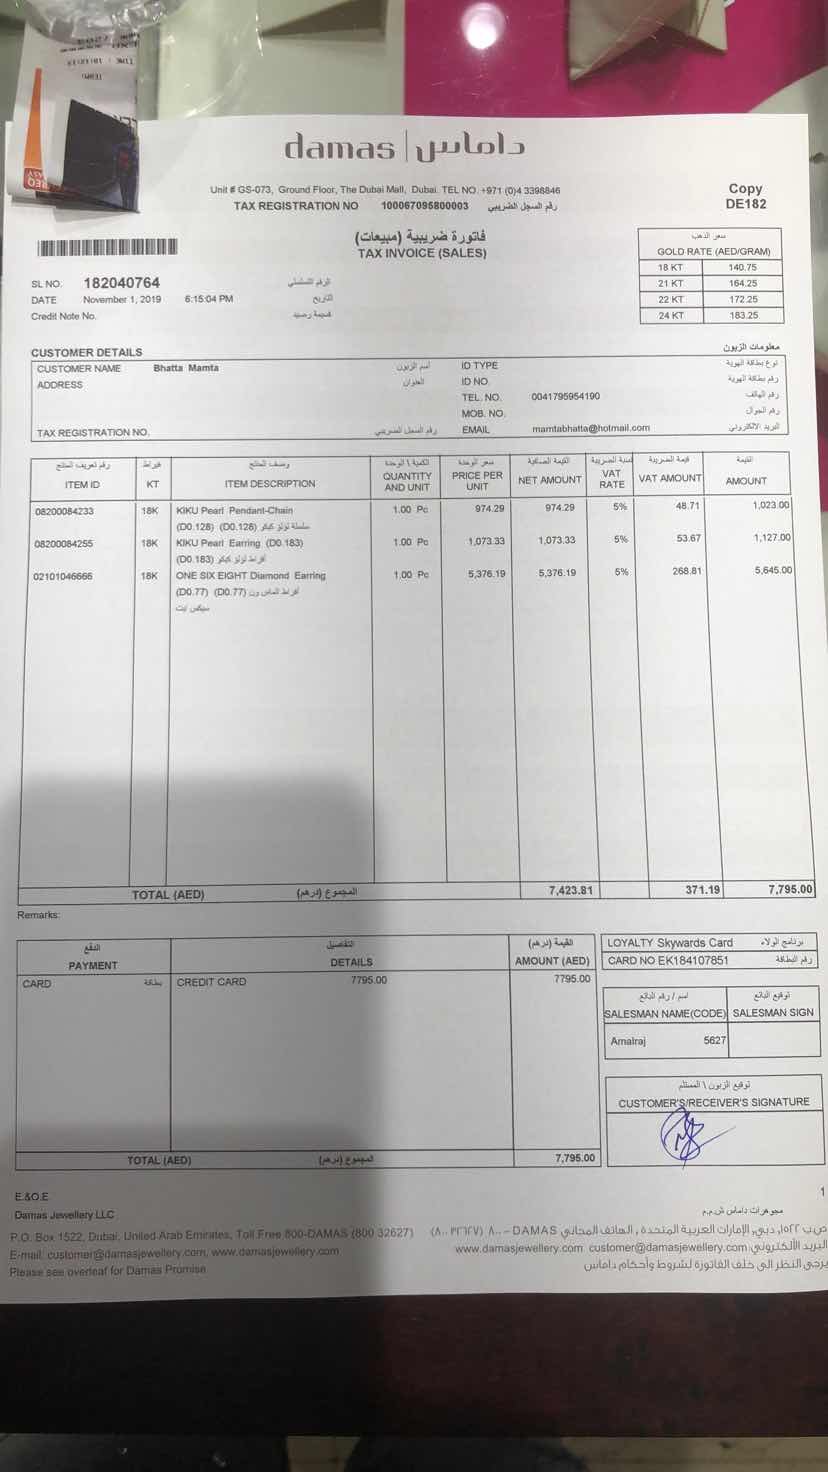 damas | داماس
Unit # GS-073, Ground Floor, The Dubai Mall, Dubai. TEL NO. +971 (0)4 3398846
TAX REGISTRATION NO 100067095800003 رقم السجل الضريبي
Copy
DE182
فاتورة ضريبية (مبيعات)
TAX INVOICE (SALES)
سعر الذهب
GOLD RATE (AED/GRAM)
18 KT 140.75
21 KT 164.25
22 KT 172.25
24 KT 183.25
SL NO. 182040764 الرقم التسلسلي
DATE November 1, 2019 6:15:04 PM التاريخ
Credit Note No. قسيمة رصيد
CUSTOMER DETAILS معلومات الزبون
CUSTOMER NAME Bhatta Mamta اسم الزبون ID TYPE نوع بطاقة الهوية
ADDRESS العنوان ID NO. رقم بطاقة الهوية
TEL. NO. 0041795954190 رقم الهاتف
MOB. NO. رقم الجوال
TAX REGISTRATION NO. رقم السجل الضريبي EMAIL mamtabhatta@hotmail.com البريد الالكتروني
رقم تعريف المنتج قيراط وصف المنتج الكمية \ الوحدة سعر الوحدة القيمة الصافية نسبة الضريبة قيمة الضريبة القيمة
ITEM ID KT ITEM DESCRIPTION QUANTITY AND UNIT PRICE PER UNIT NET AMOUNT VAT RATE VAT AMOUNT AMOUNT
08200084233 18K KIKU Pearl Pendant-Chain 1.00 Pc 974.29 974.29 5% 48.71 1,023.00
(D0.128) (D0.128) سلسلة لولو كيكو
08200084255 18K KIKU Pearl Earring (D0.183) 1.00 Pc 1,073.33 1,073.33 5% 53.67 1,127.00
(D0.183) أقراط لولو كيكو
02101046666 18K ONE SIX EIGHT Diamond Earring 1.00 Pc 5,376.19 5,376.19 5% 268.81 5,645.00
(D0.77) (D0.77) أقراط الماس ون
سيكس ايت
TOTAL (AED) المجموع (درهم) 7,423.81 371.19 7,795.00
Remarks:
الدفع التفاصيل القيمة (درهم)
PAYMENT DETAILS AMOUNT (AED)
CARD بطاقة CREDIT CARD 7795.00 7795.00
TOTAL (AED) المجموع (درهم) 7,795.00
LOYALTY Skywards Card برنامج الولاء
CARD NO EK184107851 رقم البطاقة
اسم / رقم البائع توقيع البائع
SALESMAN NAME(CODE) SALESMAN SIGN
Amalraj 5627
توقيع الزبون \ المستلم
CUSTOMER'S/RECEIVER'S SIGNATURE
E.&O.E. 1
Damas Jewellery LLC مجوهرات داماس ش.م.م
P.O. Box 1522, Dubai, United Arab Emirates, Toll Free 800-DAMAS (800 32627) ص.ب ١٥٢٢، دبي، الإمارات العربية المتحدة، الهاتف المجاني DAMAS – ٨٠٠ (٨٠٠ ٣٢٦٢٧)
E-mail: customer@damasjewellery.com, www.damasjewellery.com البريد الألكتروني: www.damasjewellery.com customer@damasjewellery.com
Please see overleaf for Damas Promise يرجى النظر الى خلف الفاتورة لشروط وأحكام داماس